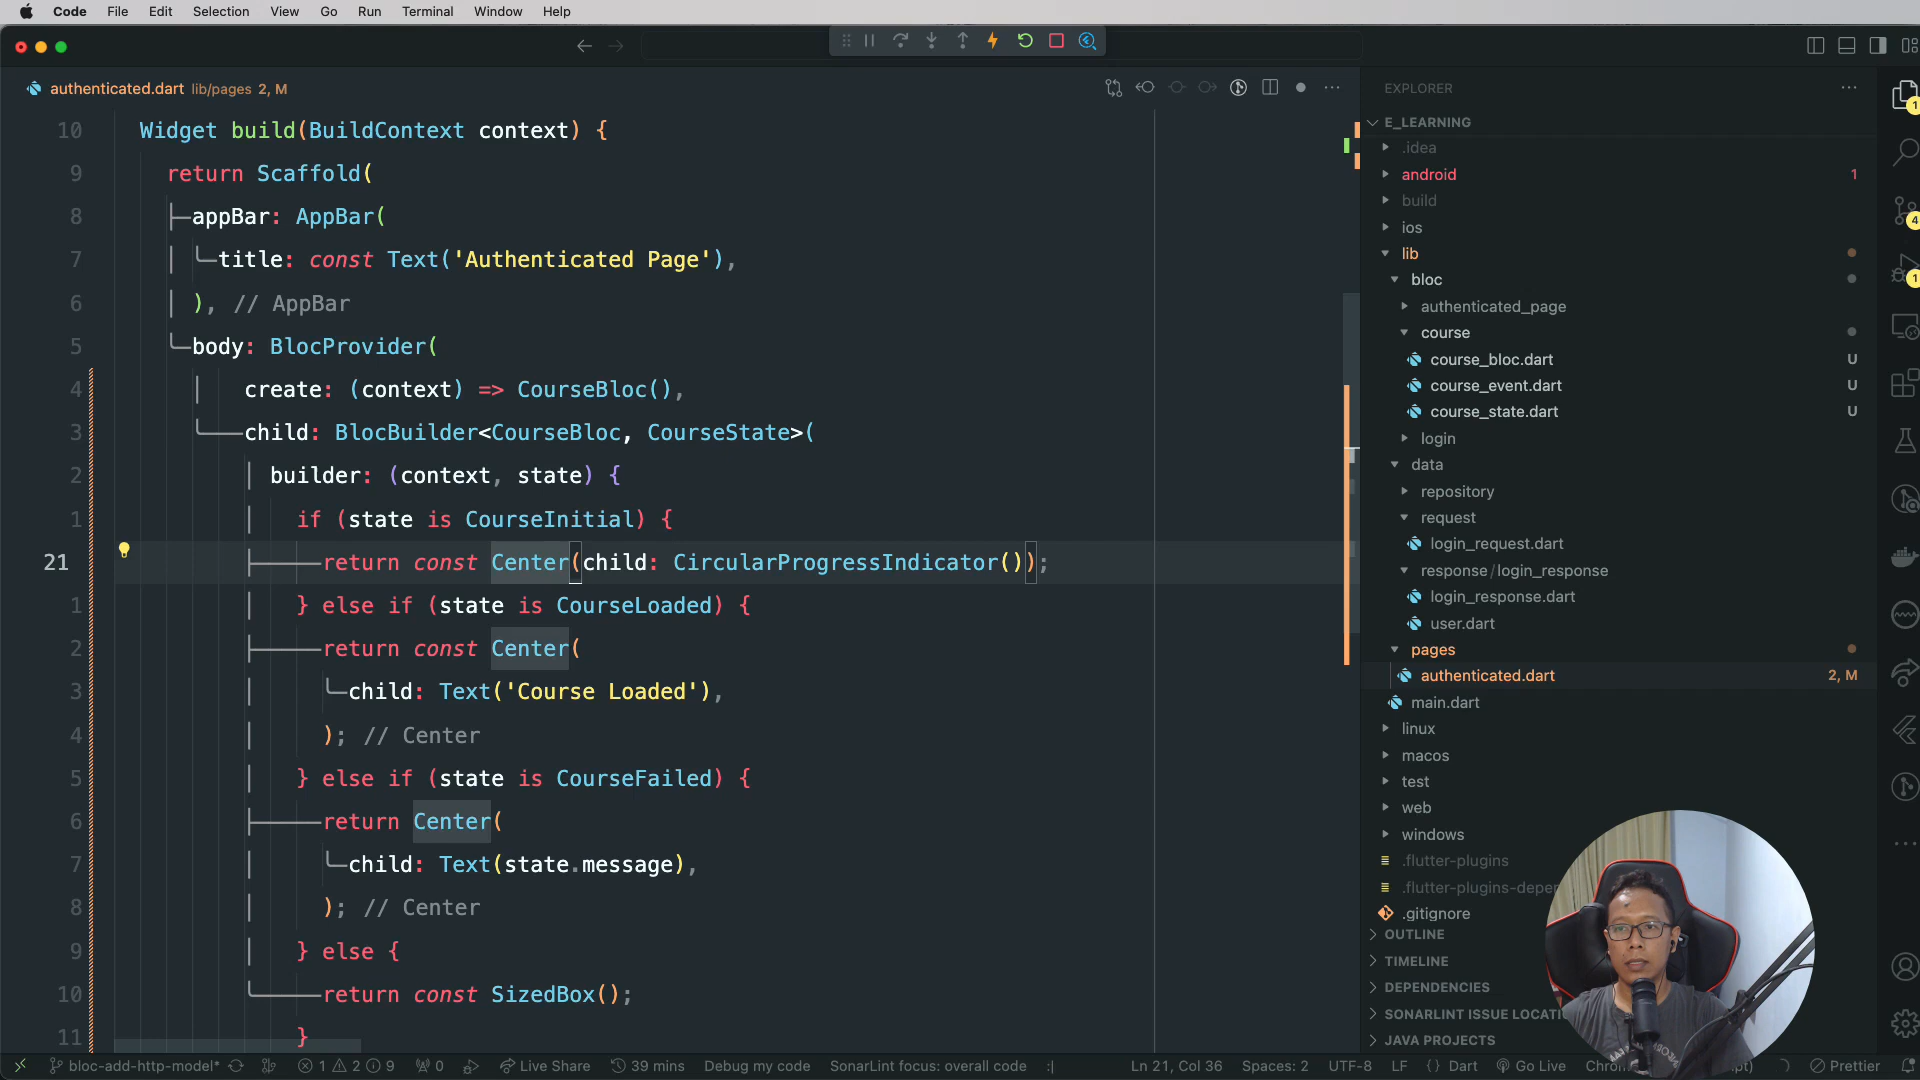 Code File Edit Selection View Go Run Terminal Window Help
authenticated.dart lib/pages 2, M
10 Widget build(BuildContext context) {
9 return Scaffold(
8 appBar: AppBar(
7 title: const Text('Authenticated Page'),
6 ), // AppBar
5 body: BlocProvider(
4 create: (context) => CourseBloc(),
3 child: BlocBuilder<CourseBloc, CourseState>(
2 builder: (context, state) {
1 if (state is CourseInitial) {
21 return const Center(child: CircularProgressIndicator());
1 } else if (state is CourseLoaded) {
2 return const Center(
3 child: Text('Course Loaded'),
4 ); // Center
5 } else if (state is CourseFailed) {
6 return Center(
7 child: Text(state.message),
8 ); // Center
9 } else {
10 return const SizedBox();
11 }
EXPLORER
E_LEARNING
.idea
android 1
build
ios
lib
bloc
authenticated_page
course
course_bloc.dart U
course_event.dart U
course_state.dart U
login
data
repository
request
login_request.dart
response/login_response
login_response.dart
user.dart
pages
authenticated.dart 2, M
main.dart
linux
macos
test
web
windows
.flutter-plugins
.flutter-plugins-depen
.gitignore
OUTLINE
TIMELINE
DEPENDENCIES
SONARLINT ISSUE LOCATI
JAVA PROJECTS
1
4
1
bloc-add-http-model* 1 2 9 0 Live Share 39 mins Debug my code SonarLint focus: overall code :| Ln 21, Col 36 Spaces: 2 UTF-8 LF {} Dart Go Live Chro Prettier